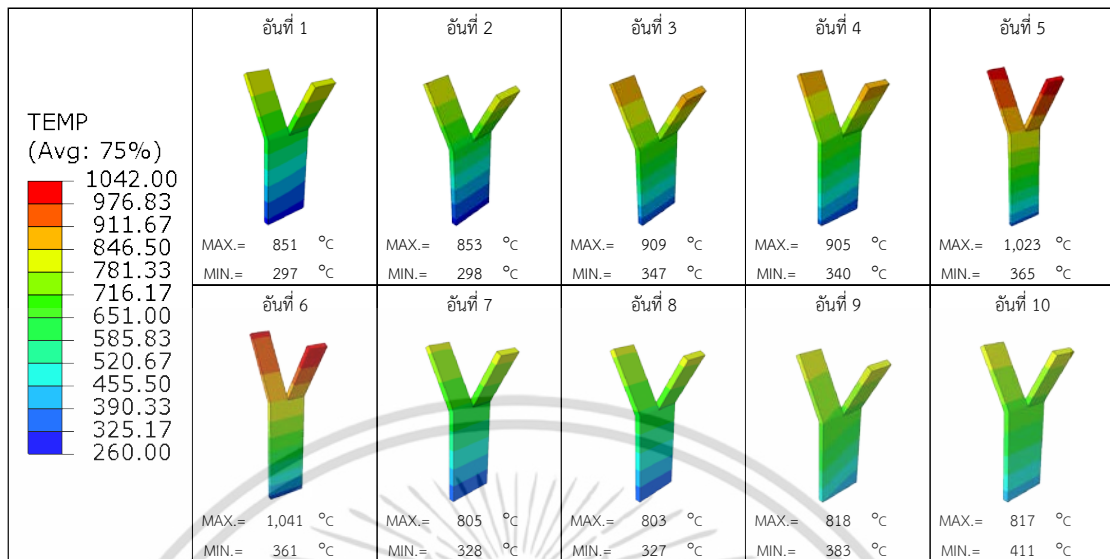 TEMP
(Avg: 75%)
1042.00
976.83
911.67
846.50
781.33
716.17
651.00
585.83
520.67
455.50
390.33
325.17
260.00
อันที่ 1
MAX.= 851 °C
MIN.= 297 °C
อันที่ 2
MAX.= 853 °C
MIN.= 298 °C
อันที่ 3
MAX.= 909 °C
MIN.= 347 °C
อันที่ 4
MAX.= 905 °C
MIN.= 340 °C
อันที่ 5
MAX.= 1,023 °C
MIN.= 365 °C
อันที่ 6
MAX.= 1,041 °C
MIN.= 361 °C
อันที่ 7
MAX.= 805 °C
MIN.= 328 °C
อันที่ 8
MAX.= 803 °C
MIN.= 327 °C
อันที่ 9
MAX.= 818 °C
MIN.= 383 °C
อันที่ 10
MAX.= 817 °C
MIN.= 411 °C